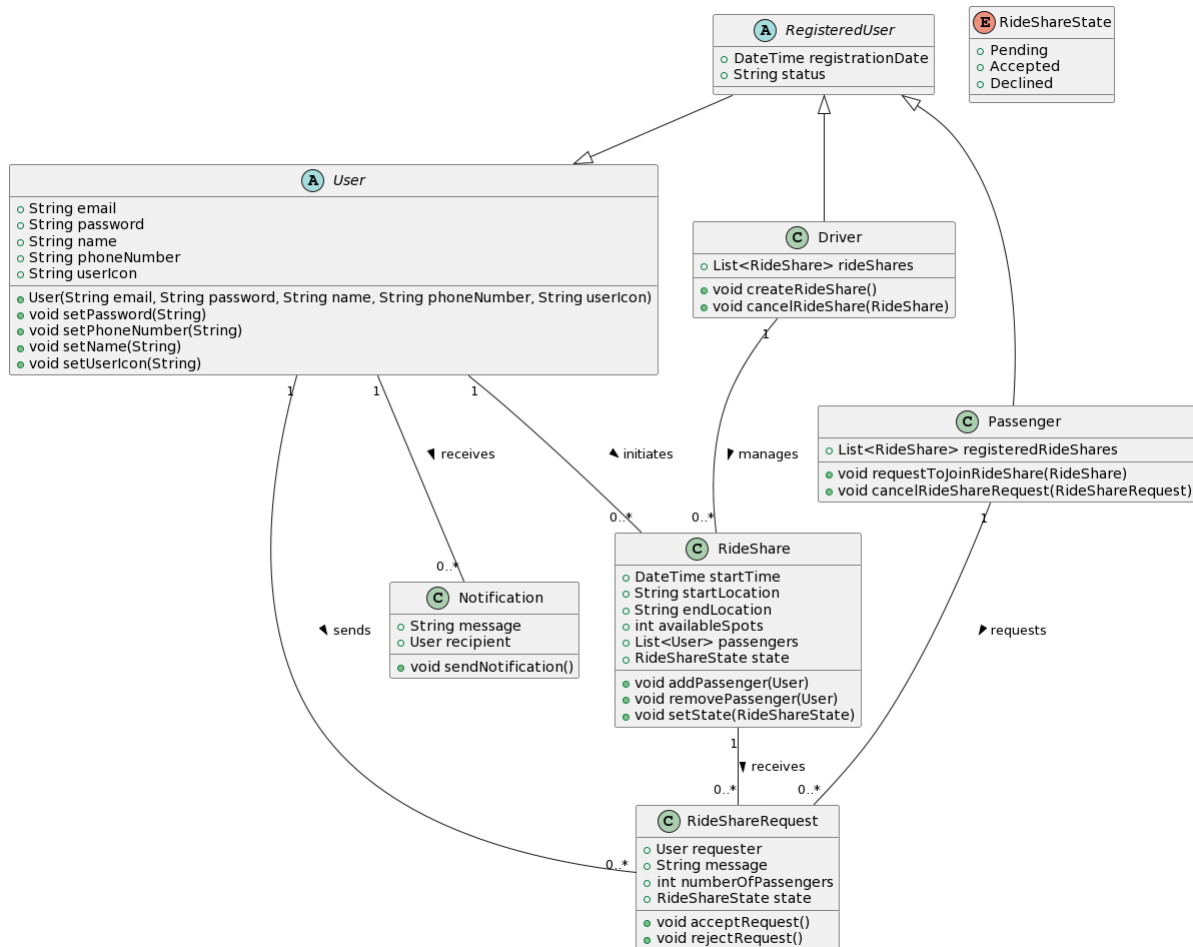 A RegisteredUser
DateTime registrationDate
String status
E RideShareState
Pending
Accepted
Declined
A User
String email
String password
String name
String phoneNumber
String userIcon
User(String email, String password, String name, String phoneNumber, String userIcon)
void setPassword(String)
void setPhoneNumber(String)
void setName(String)
void setUserIcon(String)
C Driver
List<RideShare> rideShares
void createRideShare()
void cancelRideShare(RideShare)
C Passenger
List<RideShare> registeredRideShares
void requestToJoinRideShare(RideShare)
void cancelRideShareRequest(RideShareRequest)
1
1
1
1
1
receives
initiates
manages
0..*
0..*
0..*
C Notification
String message
User recipient
void sendNotification()
C RideShare
DateTime startTime
String startLocation
String endLocation
int availableSpots
List<User> passengers
RideShareState state
void addPassenger(User)
void removePassenger(User)
void setState(RideShareState)
sends
requests
1
receives
0..*
0..*
0..*
C RideShareRequest
User requester
String message
int numberOfPassengers
RideShareState state
void acceptRequest()
void rejectRequest()